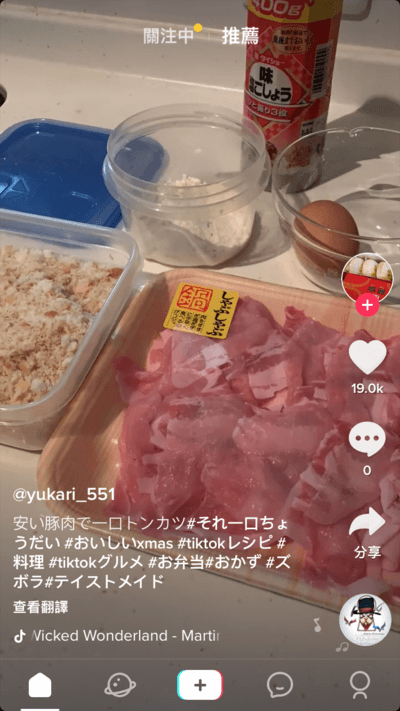 關注中 推薦
00g
味
塩こしょう
しゃぶしゃぶ
19.0k
0
@yukari_551
安い豚肉で一口トンカツ#それ一口ちょ
うだい #おいしいxmas #tiktokレシピ #
料理 #tiktokグルメ #お弁当#おかず #ズ
ボラ#テイストメイド
分享
查看翻譯
Wicked Wonderland - Martin